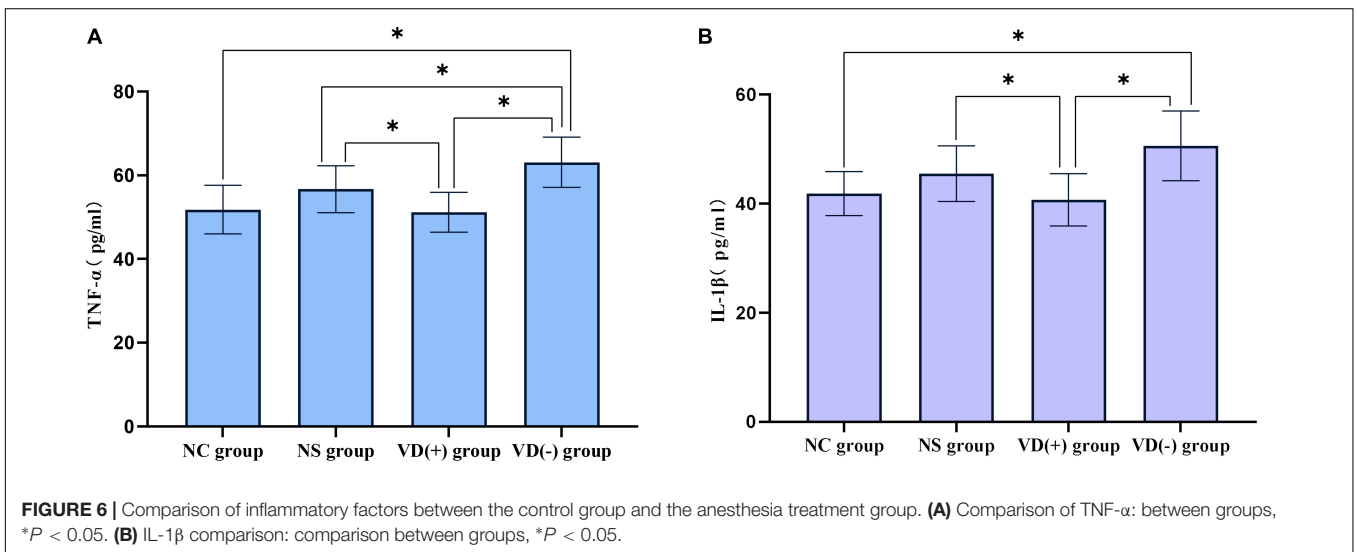 A
*
*
*
*
80
60
40
20
0
TNF-α( pg/ml)
NC group NS group VD(+) group VD(-) group
B
*
*
*
60
40
20
0
IL-1β( pg/ml)
NC group NS group VD(+) group VD(-) group
FIGURE 6 | Comparison of inflammatory factors between the control group and the anesthesia treatment group. (A) Comparison of TNF-α: between groups,
*P < 0.05. (B) IL-1β comparison: comparison between groups, *P < 0.05.